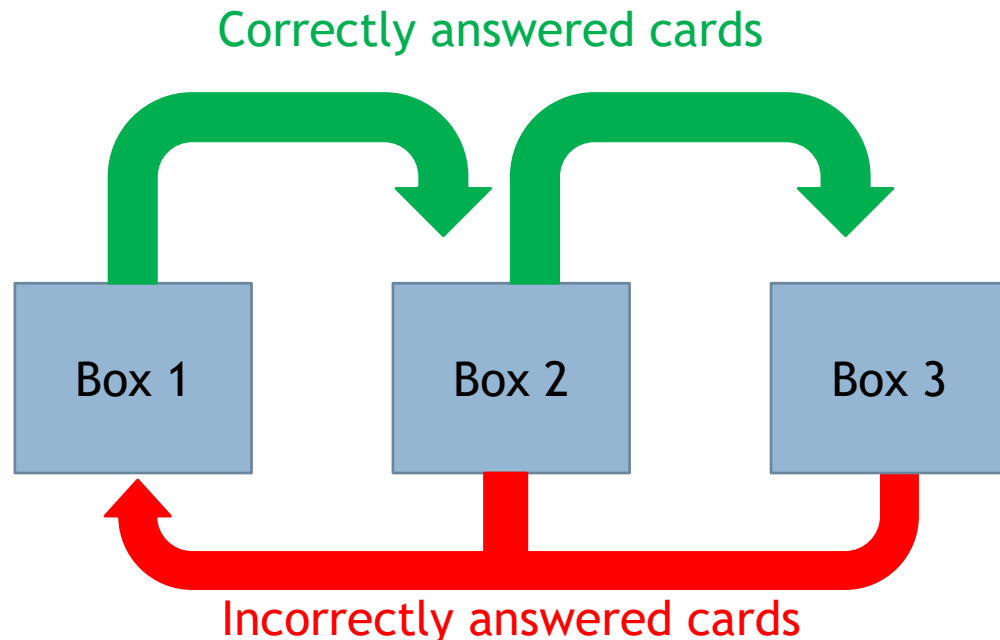 Correctly answered cards
Box 1
Box 2
Box 3
Incorrectly answered cards